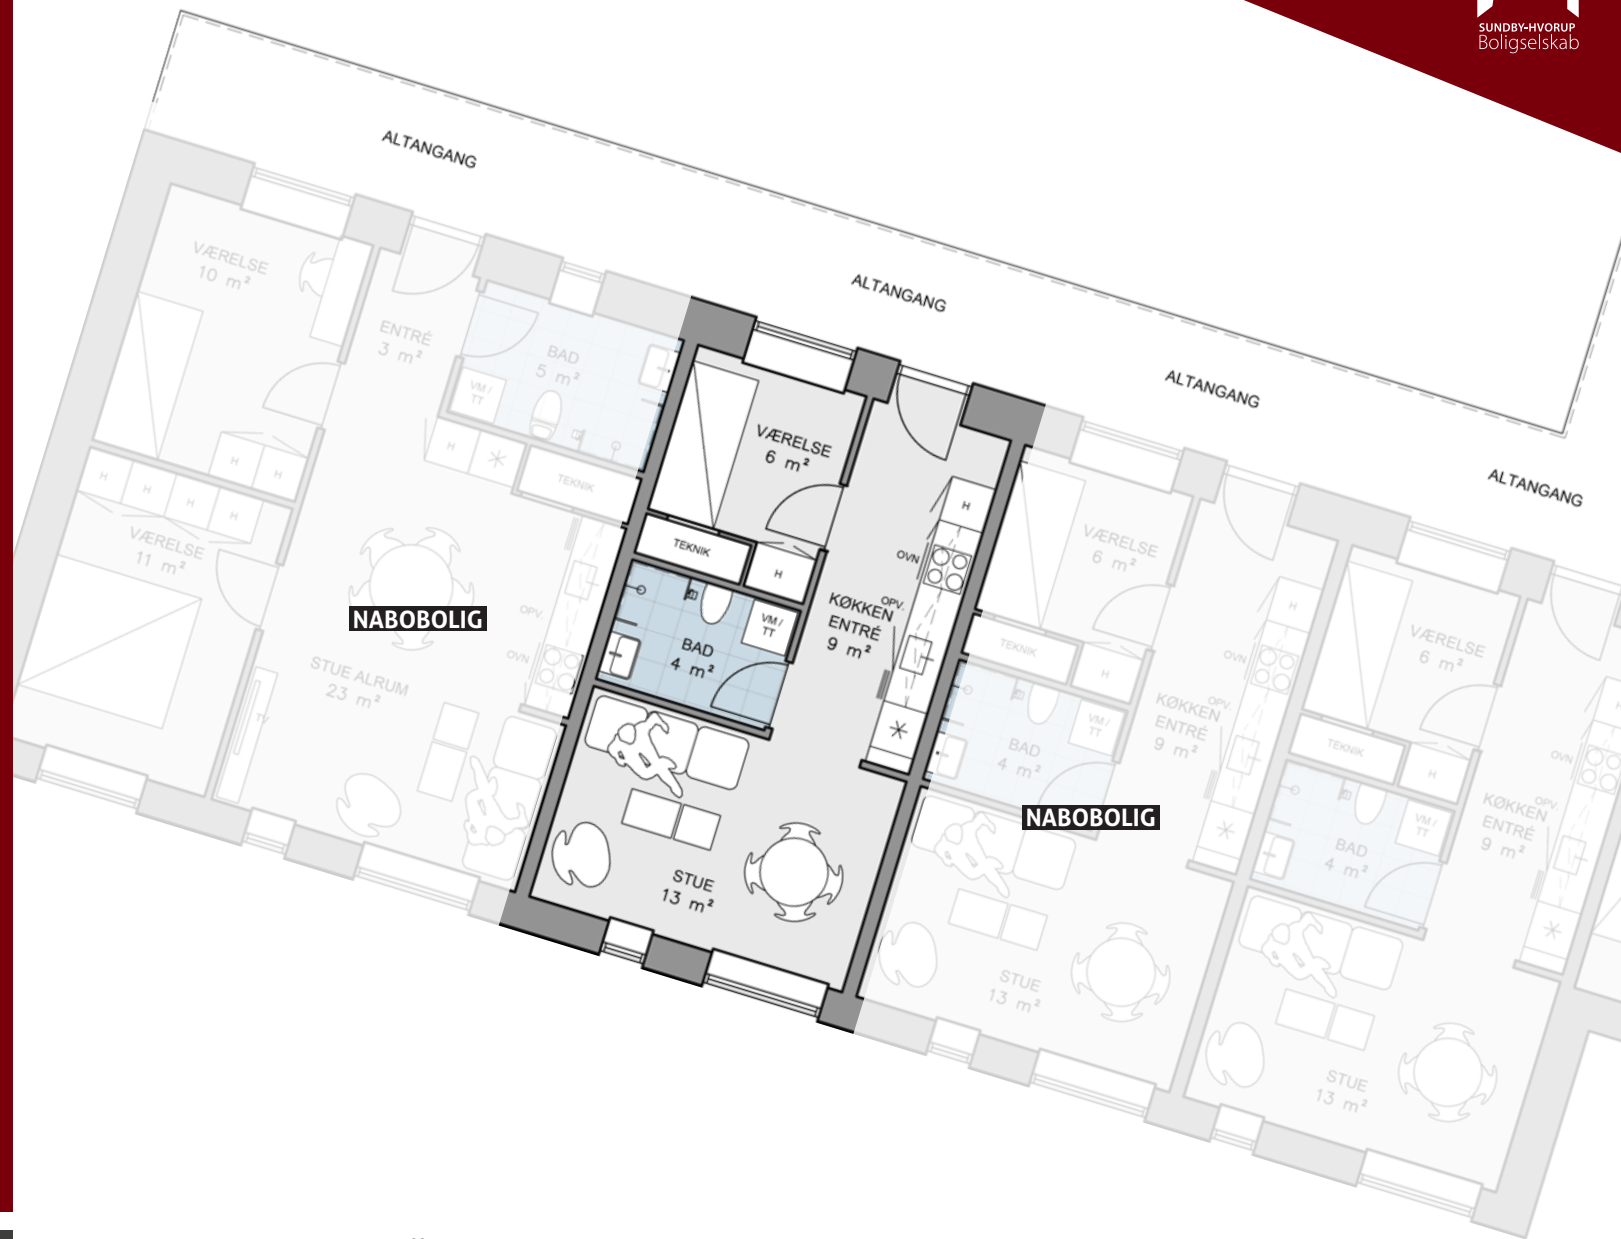 SUNDBY-HVORUP
Boligselskab
ALTANGANG
ALTANGANG
ALTANGANG
ALTANGANG
VÆRELSE
10 m²
ENTRÉ
3 m²
BAD
5 m²
VM /
TT
H
H
H
TEKNIK
H
H
H
H
VÆRELSE
11 m²
NABOBOLIG
OPV.
OVN
STUE ALRUM
23 m²
TV
VÆRELSE
6 m²
TEKNIK
H
H
OVN
OPV.
KØKKEN
ENTRÉ
9 m²
VM /
TT
BAD
4 m²
STUE
13 m²
VÆRELSE
6 m²
TEKNIK
H
H
OVN
OPV.
KØKKEN
ENTRÉ
9 m²
VM /
TT
BAD
4 m²
NABOBOLIG
STUE
13 m²
VÆRELSE
6 m²
TEKNIK
H
H
OVN
OPV.
KØKKEN
ENTRÉ
9 m²
VM /
TT
BAD
4 m²
STUE
13 m²